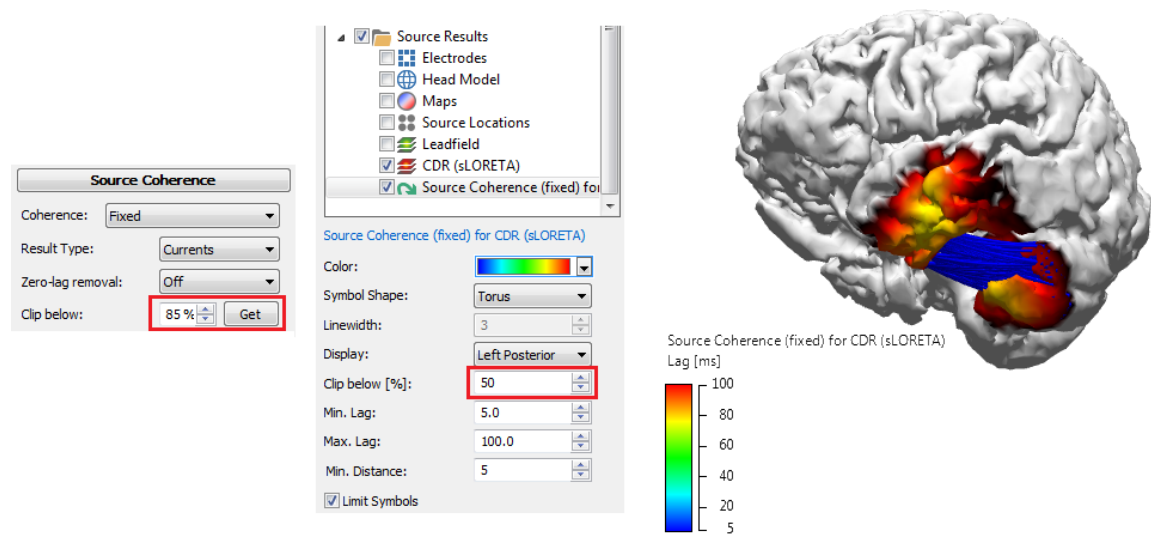 Source Coherence
Coherence: Fixed
Result Type: Currents
Zero-lag removal: Off
Clip below: 85 % Get
Source Results
Electrodes
Head Model
Maps
Source Locations
Leadfield
CDR (sLORETA)
Source Coherence (fixed) for
Source Coherence (fixed) for CDR (sLORETA)
Color:
Symbol Shape: Torus
Linewidth: 3
Display: Left Posterior
Clip below [%]: 50
Min. Lag: 5.0
Max. Lag: 100.0
Min. Distance: 5
Limit Symbols
Source Coherence (fixed) for CDR (sLORETA)
Lag [ms]
100
80
60
40
20
5